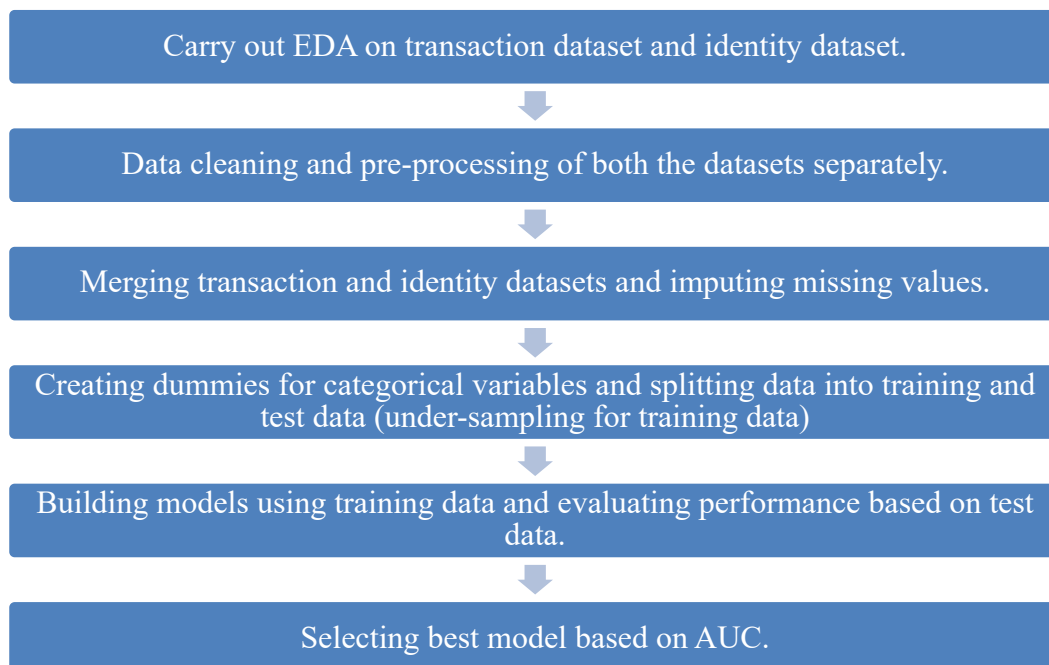 Carry out EDA on transaction dataset and identity dataset.
Data cleaning and pre-processing of both the datasets separately.
Merging transaction and identity datasets and imputing missing values.
Creating dummies for categorical variables and splitting data into training and
test data (under-sampling for training data)
Building models using training data and evaluating performance based on test
data.
Selecting best model based on AUC.